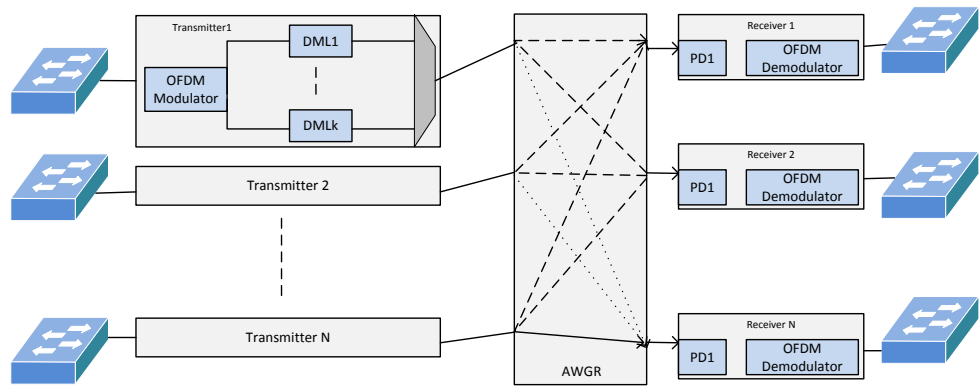 Transmitter1
DML1
OFDM
Modulator
DMLk
Transmitter 2
Transmitter N
AWGR
Receiver 1
PD1
OFDM
Demodulator
Receiver 2
PD1
OFDM
Demodulator
Receiver N
PD1
OFDM
Demodulator